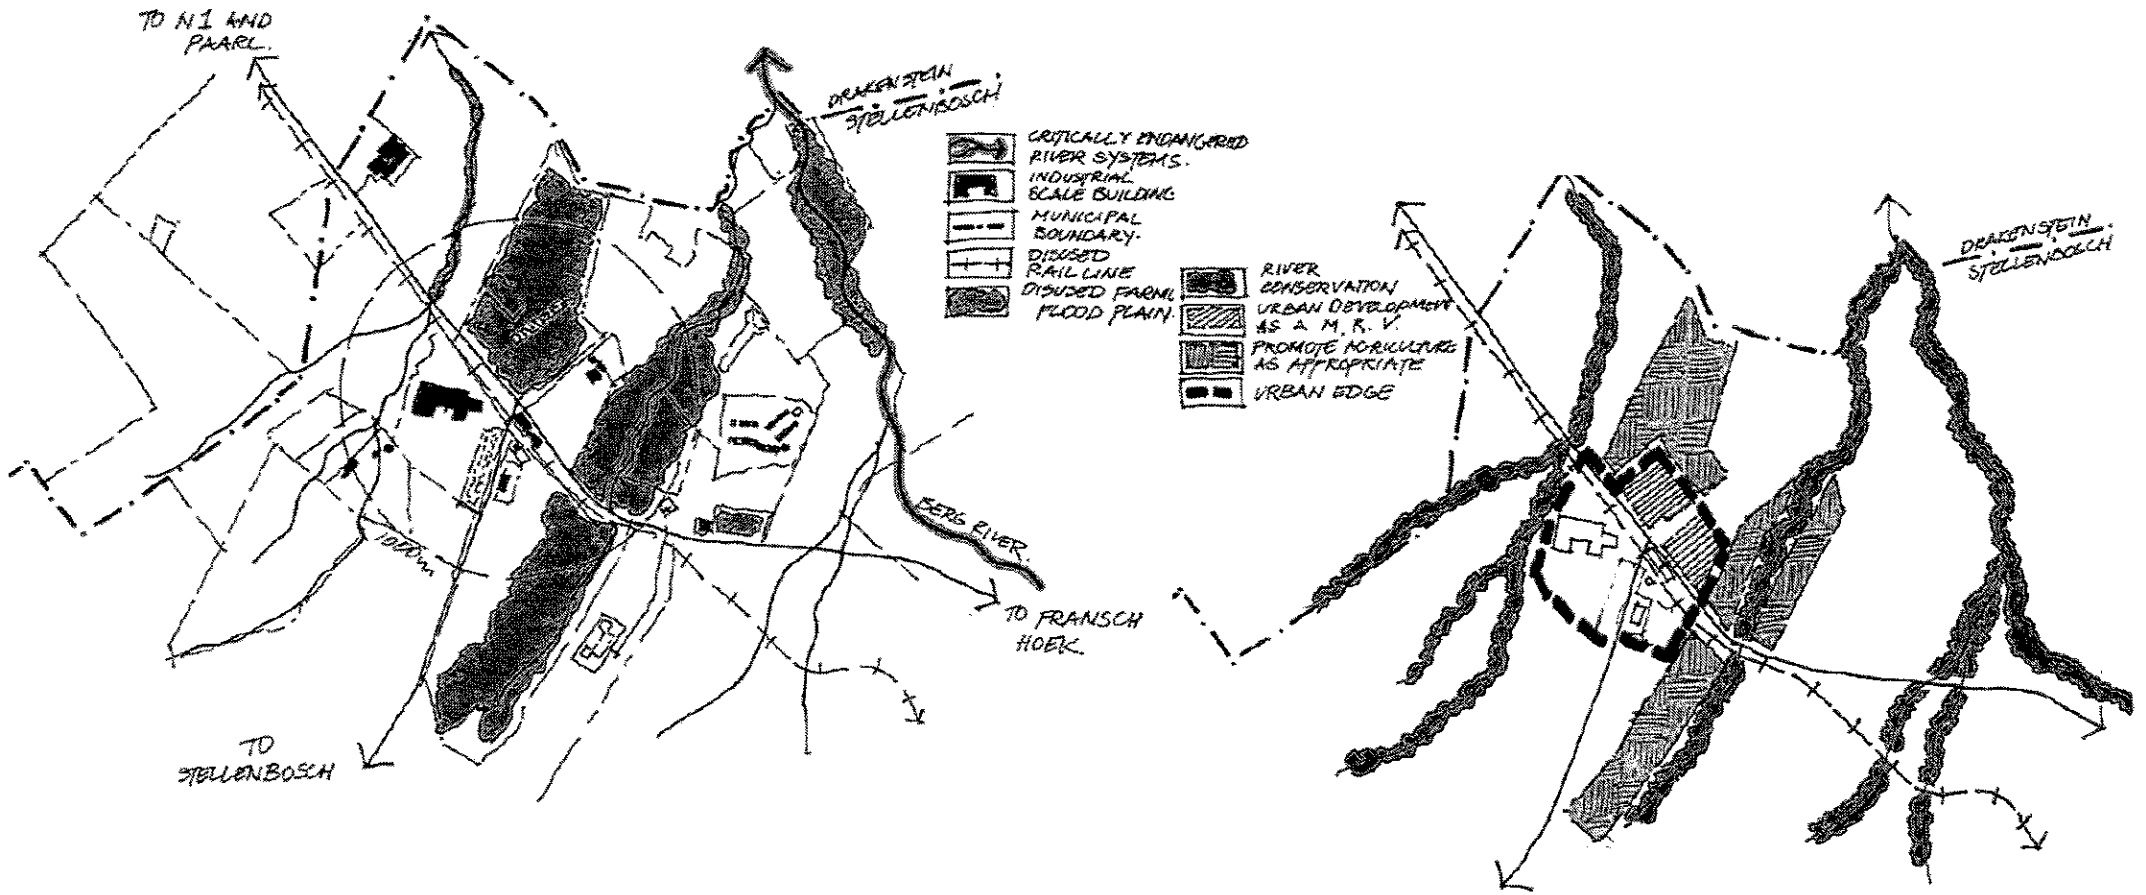 TO N1 AND
PAARL.
DRAKENSTEIN
STELLENBOSCH
CRITICALLY ENDANGERED
RIVER SYSTEMS.
INDUSTRIAL
SCALE BUILDING
MUNICIPAL
BOUNDARY.
DISUSED
RAIL LINE
DISUSED FARM
FLOOD PLAIN.
1000m
BERG RIVER.
TO FRANSCH
HOEK.
TO
STELLENBOSCH
RIVER
CONSERVATION
URBAN DEVELOPMENT
AS A M.R.V.
PROMOTE AGRICULTURE
AS APPROPRIATE
URBAN EDGE
DRAKENSTEIN
STELLENBOSCH